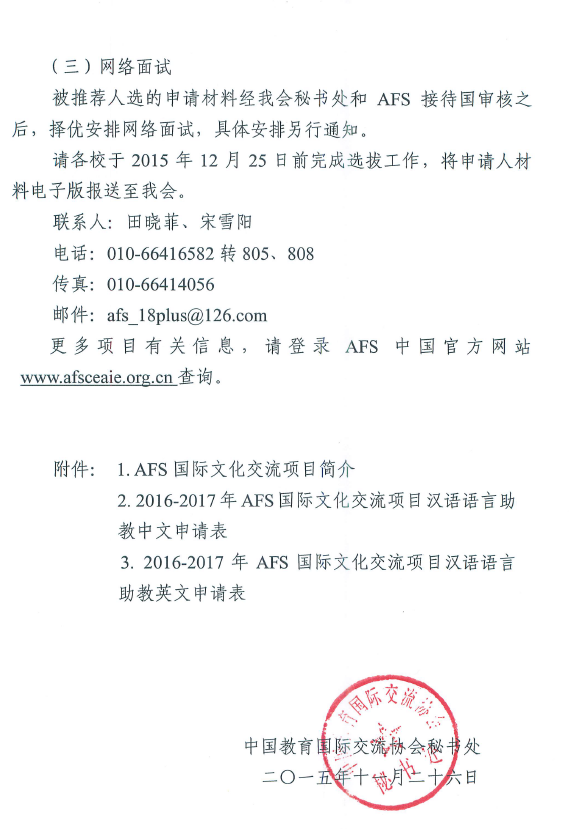 （三）网络面试
被推荐人选的申请材料经我会秘书处和 AFS 接待国审核之
后，择优安排网络面试，具体安排另行通知。
请各校于 2015 年 12 月 25 日前完成选拔工作，将申请人材
料电子版报送至我会。
联系人：田晓菲、宋雪阳
电话：010-66416582 转 805、808
传真：010-66414056
邮件：afs_18plus@126.com
更多项目有关信息，请登录 AFS 中国官方网站
www.afsceaie.org.cn 查询。
附件： 1. AFS 国际文化交流项目简介
2. 2016-2017 年 AFS 国际文化交流项目汉语语言助
教中文申请表
3. 2016-2017 年 AFS 国际文化交流项目汉语语言
助教英文申请表
中国教育国际交流协会秘书处
二〇一五年十一月二十六日
育国际交流协会
秘书处